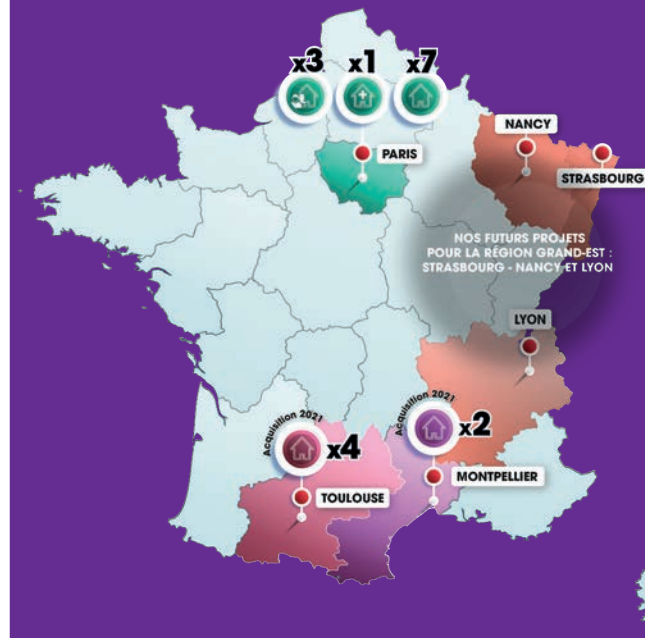 x3
x1
x7
PARIS
NANCY
STRASBOURG
NOS FUTURS PROJETS
POUR LA RÉGION GRAND-EST :
STRASBOURG - NANCY ET LYON
LYON
Acquisition 2021
x4
TOULOUSE
Acquisition 2021
x2
MONTPELLIER